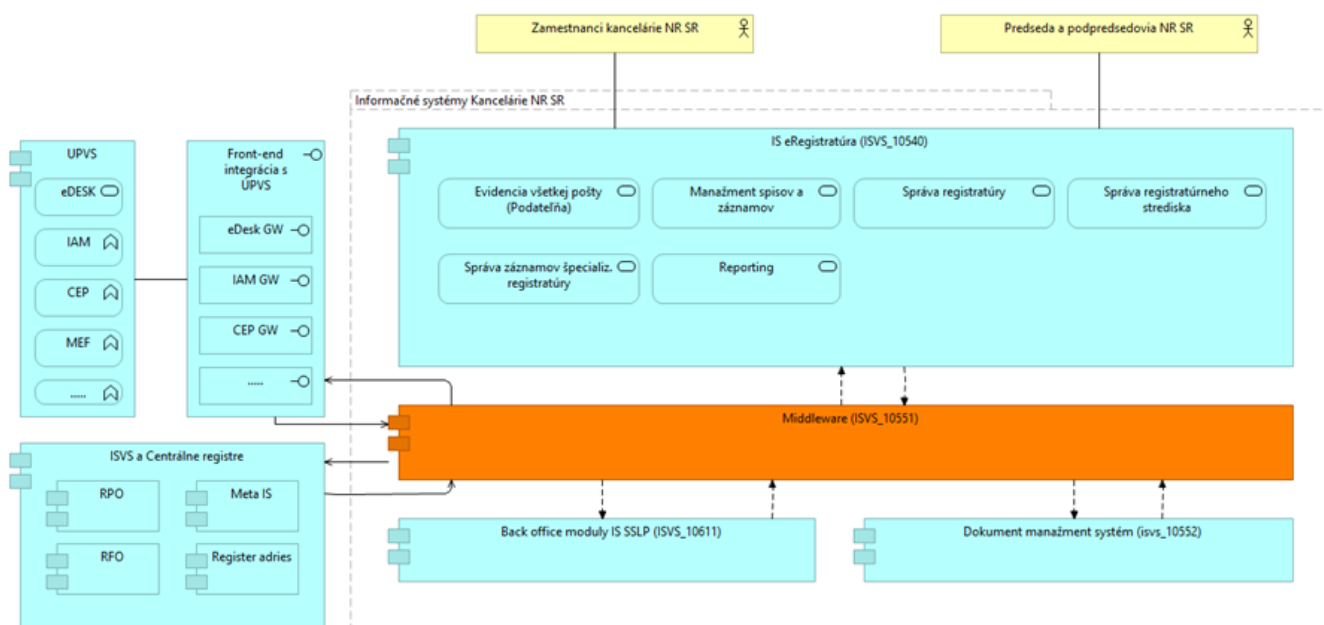 Zamestnanci kancelárie NR SR
Predseda a podpredsedovia NR SR
Informačné systémy Kancelárie NR SR
UPVS
eDESK
IAM
CEP
MEF
.....
Front-end
integrácia s
ÚPVS
eDesk GW
IAM GW
CEP GW
.....
IS eRegistratúra (ISVS_10540)
Evidencia všetkej pošty
(Podateľňa)
Manažment spisov a
záznamov
Správa registratúry
Správa registratúrneho
strediska
Správa záznamov špecializ.
registratúry
Reporting
Middleware (ISVS_10551)
ISVS a Centrálne registre
RPO
Meta IS
RFO
Register adries
Back office moduly IS SSLP (ISVS_10611)
Dokument manažment systém (isvs_10552)